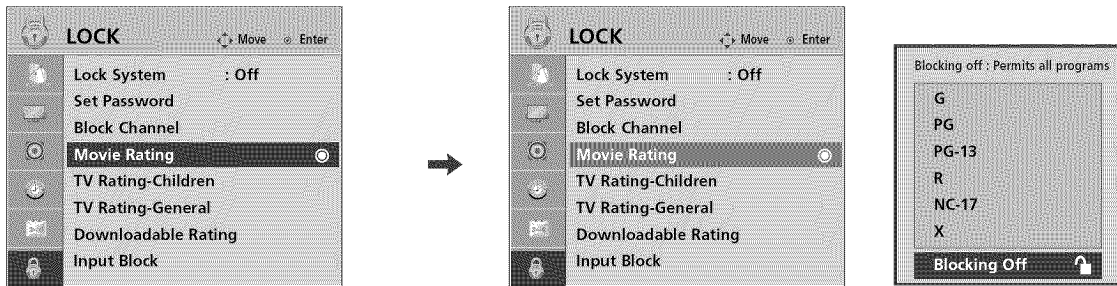 LOCK
Move Enter
Lock System : Off
Set Password
Block Channel
Movie Rating
TV Rating-Children
TV Rating-General
Downloadable Rating
Input Block
LOCK
Move Enter
Lock System : Off
Set Password
Block Channel
Movie Rating
TV Rating-Children
TV Rating-General
Downloadable Rating
Input Block
Blocking off : Permits all programs
G
PG
PG-13
R
NC-17
X
Blocking Off